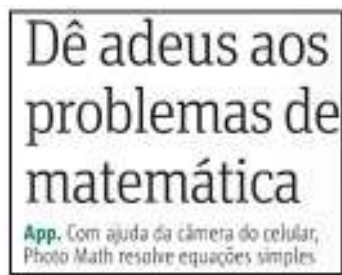 Dê adeus aos
problemas de
matemática
App. Com ajuda da câmera do celular,
Photo Math resolve equações simples